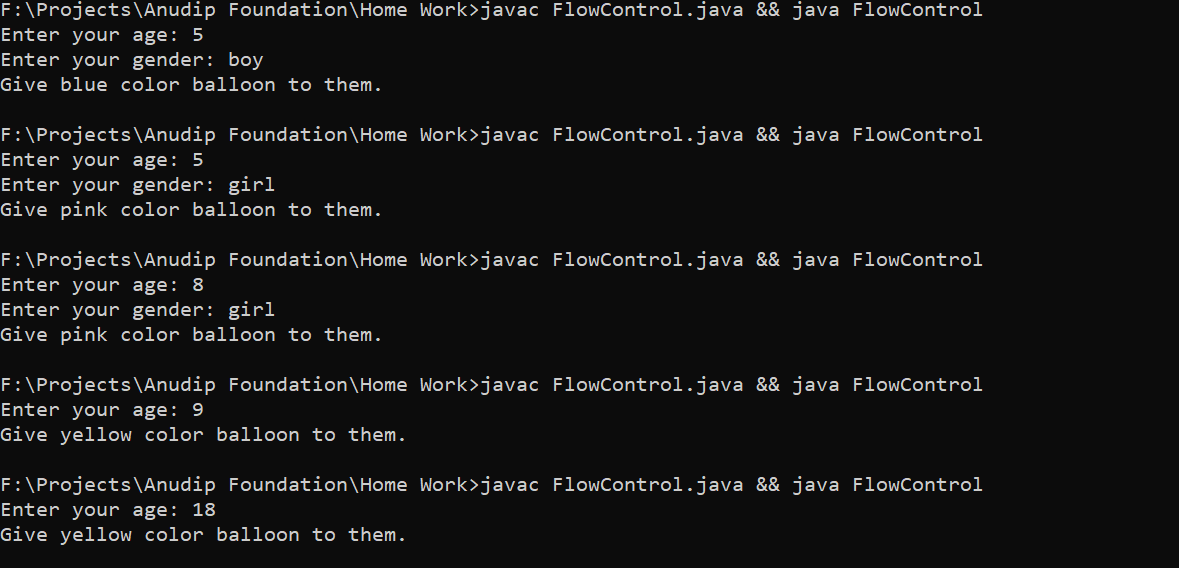 F:\Projects\Anudip Foundation\Home Work>javac FlowControl.java && java FlowControl
Enter your age: 5
Enter your gender: boy
Give blue color balloon to them.
F:\Projects\Anudip Foundation\Home Work>javac FlowControl.java && java FlowControl
Enter your age: 5
Enter your gender: girl
Give pink color balloon to them.
F:\Projects\Anudip Foundation\Home Work>javac FlowControl.java && java FlowControl
Enter your age: 8
Enter your gender: girl
Give pink color balloon to them.
F:\Projects\Anudip Foundation\Home Work>javac FlowControl.java && java FlowControl
Enter your age: 9
Give yellow color balloon to them.
F:\Projects\Anudip Foundation\Home Work>javac FlowControl.java && java FlowControl
Enter your age: 18
Give yellow color balloon to them.